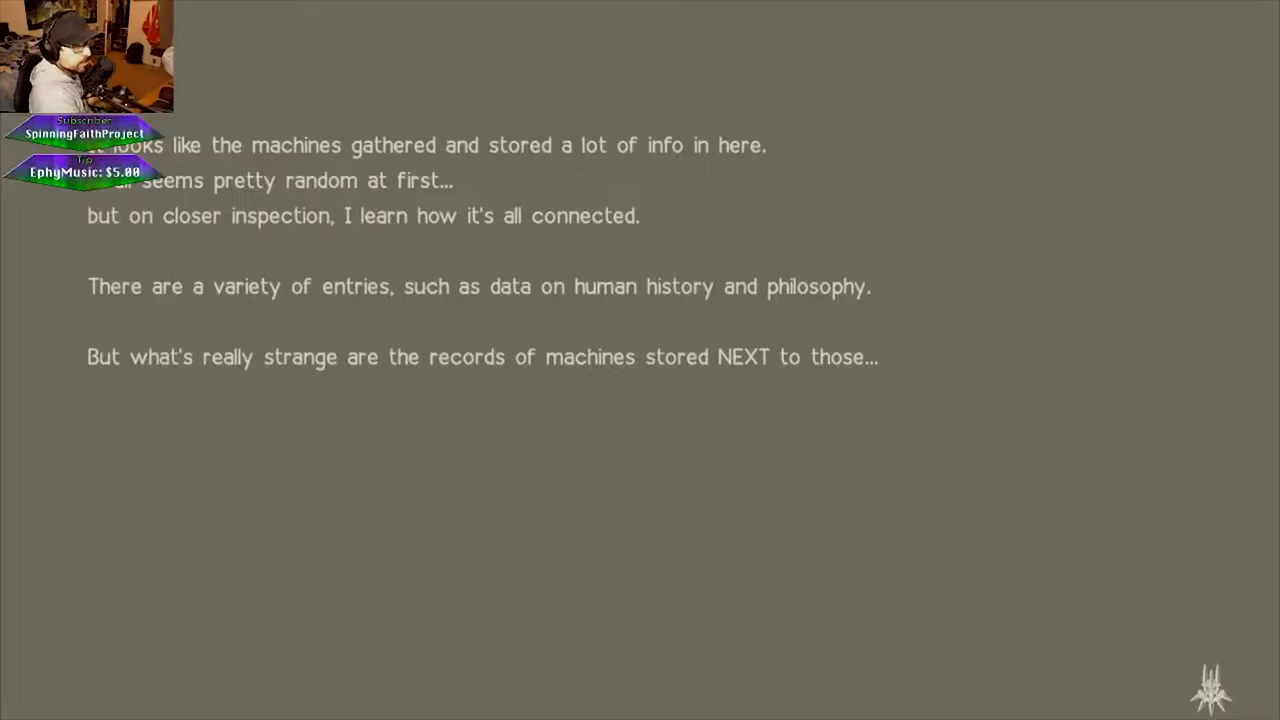 Subscriber
SpinningFaithProject
Tip
EphyMusic: $5.00
looks like the machines gathered and stored a lot of info in here.
seems pretty random at first...
but on closer inspection, I learn how it's all connected.
There are a variety of entries, such as data on human history and philosophy.
But what's really strange are the records of machines stored NEXT to those...